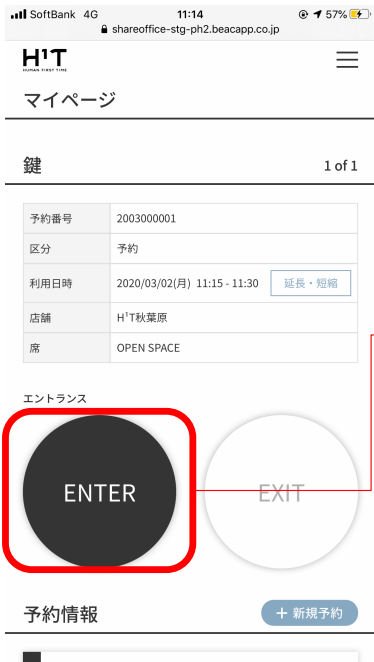 SoftBank 4G 11:14 57%
shareoffice-stg-ph2.beacapp.co.jp
H¹T
HUMAN FIRST TIME
マイページ
鍵 1 of 1
予約番号 2003000001
区分 予約
利用日時 2020/03/02(月) 11:15 - 11:30 延長・短縮
店舗 H¹T秋葉原
席 OPEN SPACE
エントランス
ENTER EXIT
予約情報 + 新規予約